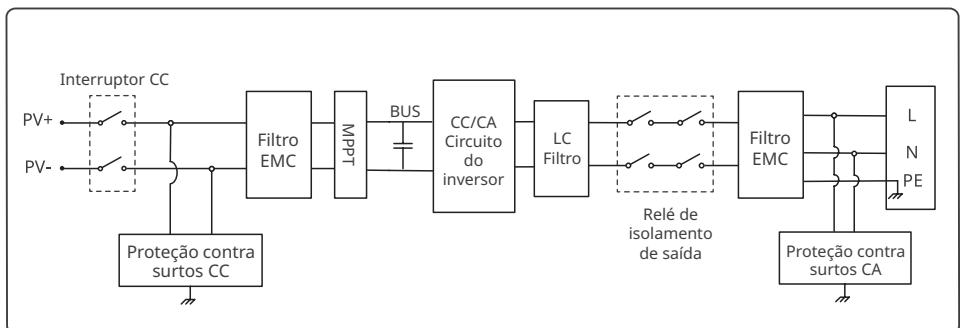 Interruptor CC
PV+
PV-
Filtro
EMC
MPPT
BUS
CC/CA
Circuito
do
inversor
LC
Filtro
Relé de
isolamento
de saída
Filtro
EMC
L
N
PE
Proteção contra
surtos CC
Proteção contra
surtos CA